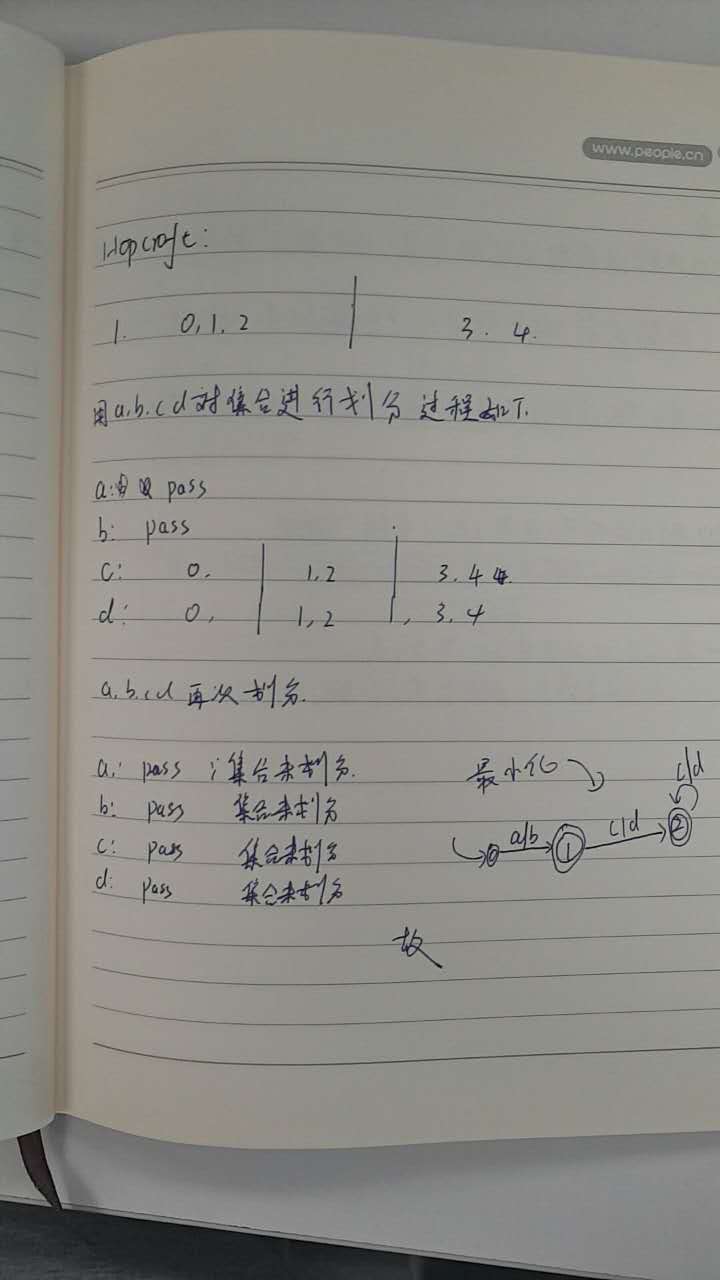 www.people.cn
Hopcroft:
1. 0,1,2 | 3. 4.
用a.b.c d对集合进行划分 过程如下.
a: pass
b: pass
c: 0. | 1,2 | 3.4
d: 0, | 1,2 |, 3,4
a.b.c.d 再次划分.
a: pass ;集合未划分.
b: pass 集合未划分
c: pass 集合未划分
d: pass 集合未划分
最小化
0 a/b 1 c/d 2 c/d
故